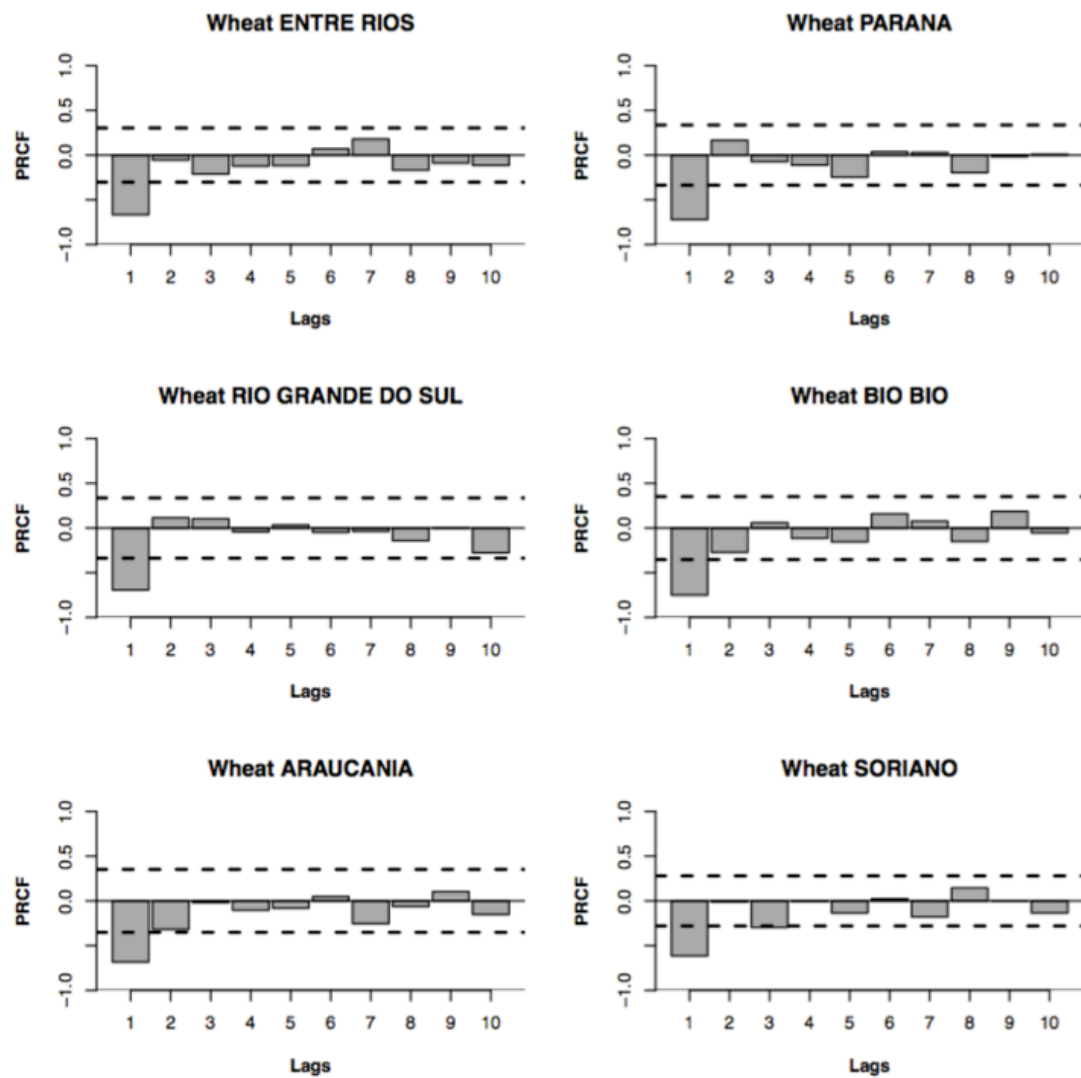 Wheat ENTRE RIOS
PRCF
1.0
0.5
0.0
−1.0
1 2 3 4 5 6 7 8 9 10
Lags
Wheat PARANA
PRCF
1.0
0.5
0.0
−1.0
1 2 3 4 5 6 7 8 9 10
Lags
Wheat RIO GRANDE DO SUL
PRCF
1.0
0.5
0.0
−1.0
1 2 3 4 5 6 7 8 9 10
Lags
Wheat BIO BIO
PRCF
1.0
0.5
0.0
−1.0
1 2 3 4 5 6 7 8 9 10
Lags
Wheat ARAUCANIA
PRCF
1.0
0.5
0.0
−1.0
1 2 3 4 5 6 7 8 9 10
Lags
Wheat SORIANO
PRCF
1.0
0.5
0.0
−1.0
1 2 3 4 5 6 7 8 9 10
Lags